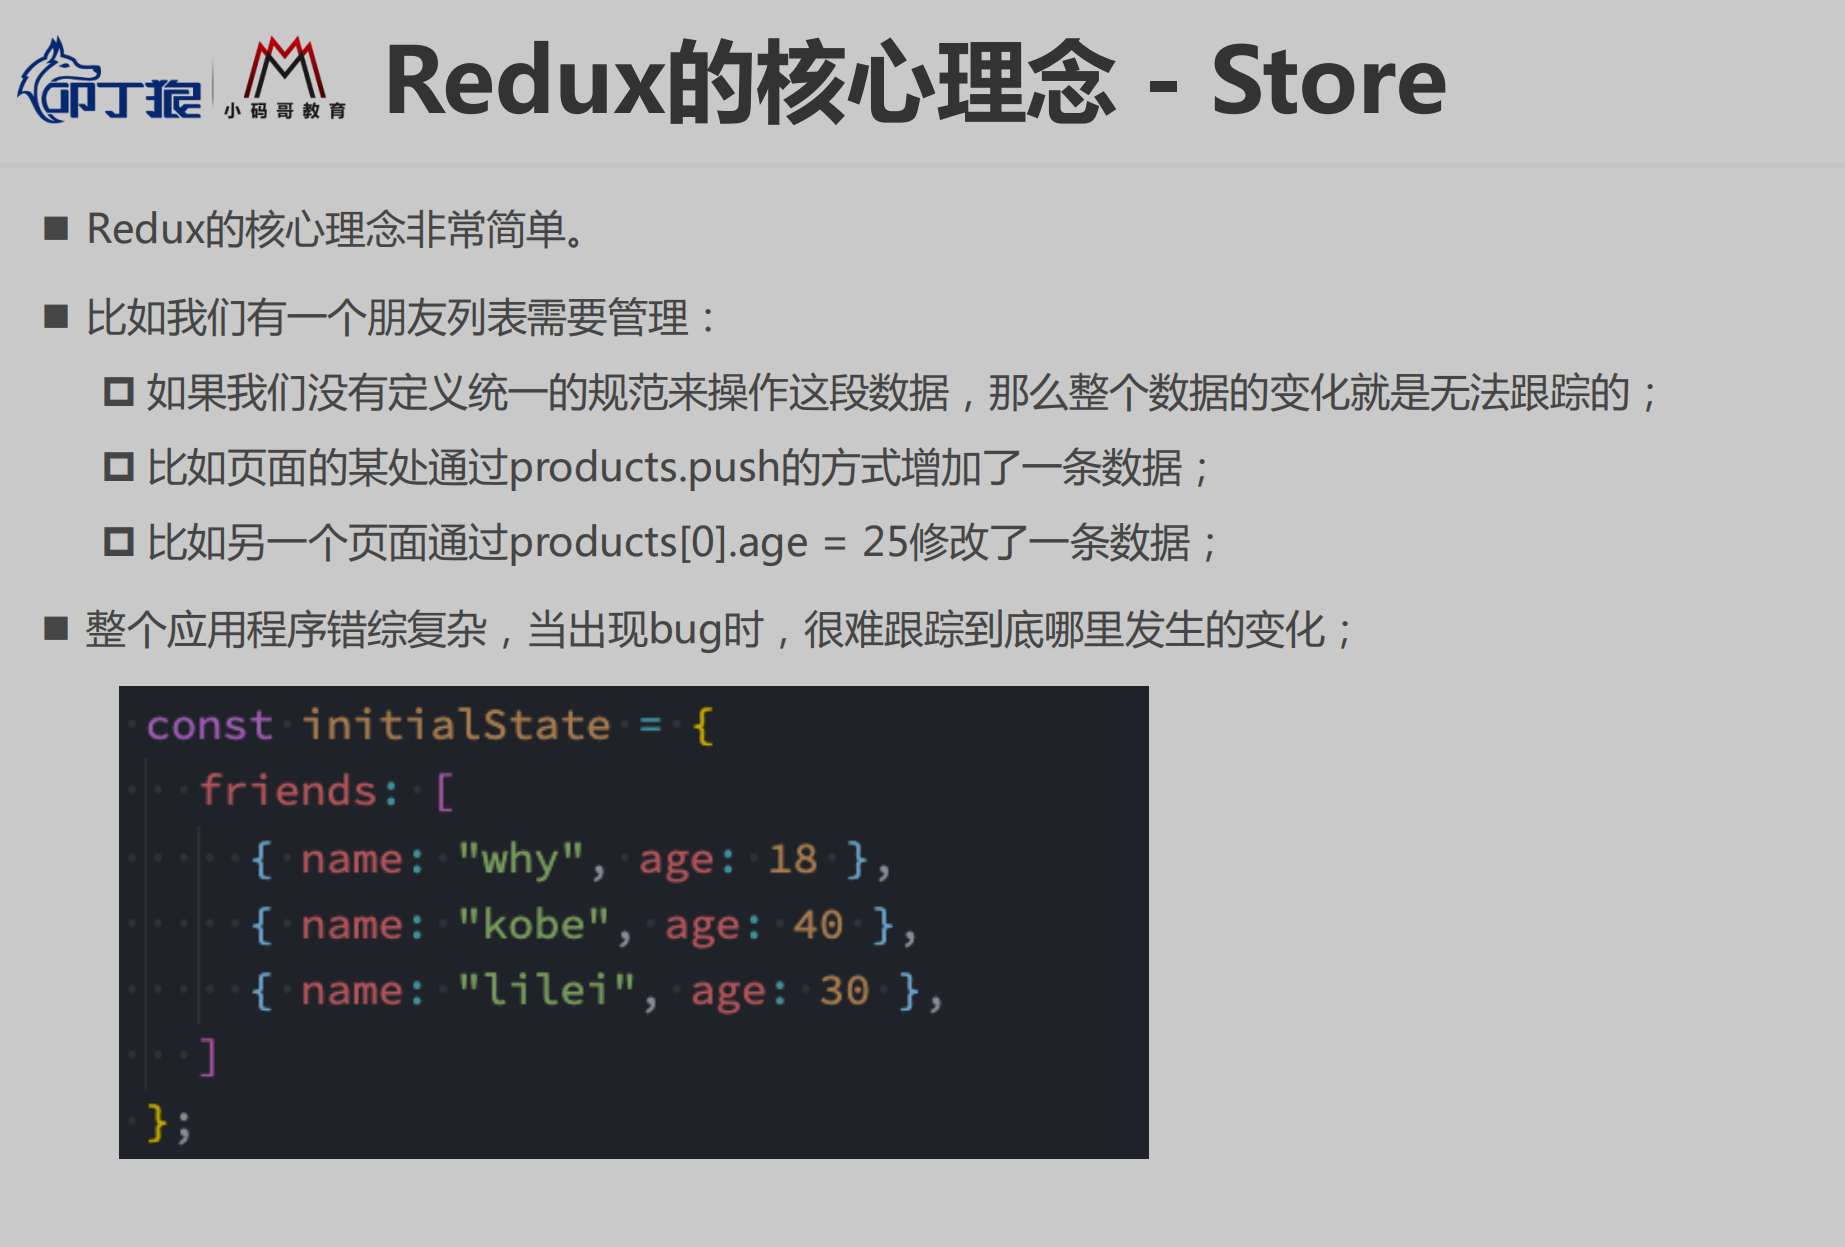 叩丁狼
小码哥教育
Redux的核心理念 - Store
Redux的核心理念非常简单。
比如我们有一个朋友列表需要管理：
如果我们没有定义统一的规范来操作这段数据，那么整个数据的变化就是无法跟踪的；
比如页面的某处通过products.push的方式增加了一条数据；
比如另一个页面通过products[0].age = 25修改了一条数据；
整个应用程序错综复杂，当出现bug时，很难跟踪到底哪里发生的变化；
const initialState = {
friends: [
{ name: "why", age: 18 },
{ name: "kobe", age: 40 },
{ name: "lilei", age: 30 },
]
};